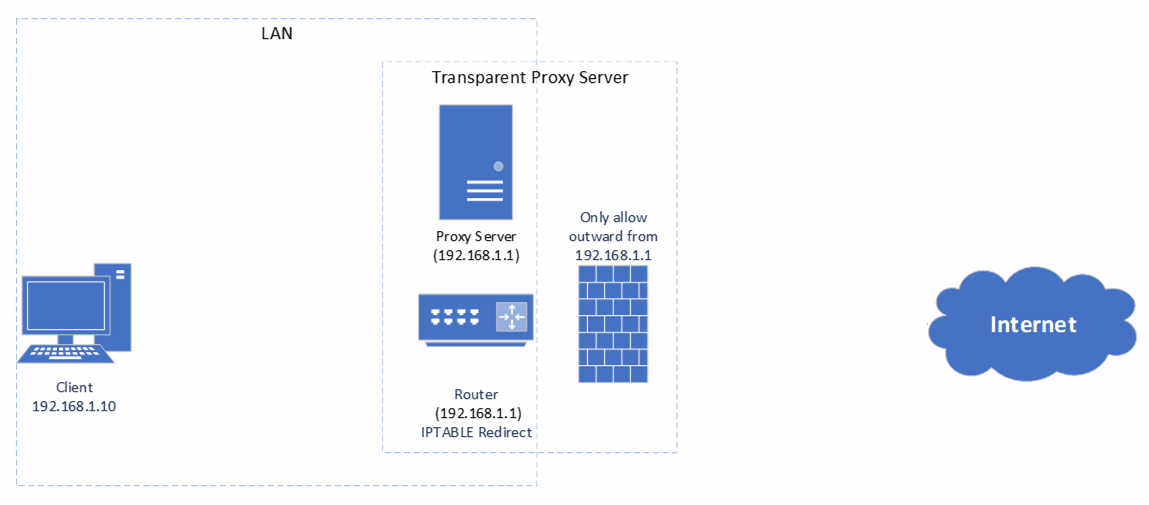 LAN
Transparent Proxy Server
Proxy Server
(192.168.1.1)
Only allow
outward from
192.168.1.1
Client
192.168.1.10
Router
(192.168.1.1)
IPTABLE Redirect
Internet